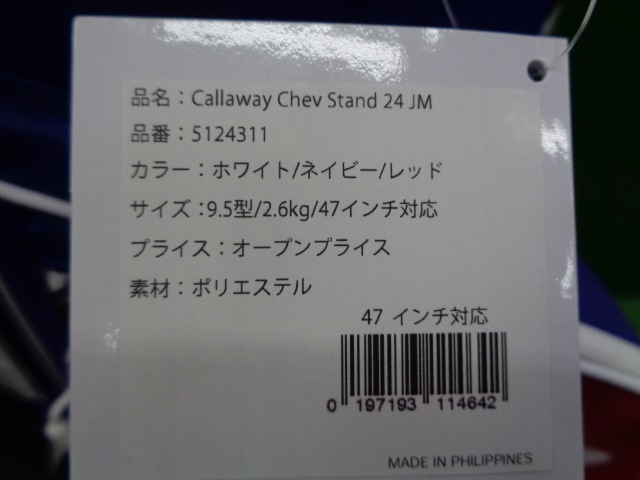 品名：Callaway Chev Stand 24 JM
品番：5124311
カラー：ホワイト/ネイビー/レッド
サイズ：9.5型/2.6kg/47インチ対応
プライス：オープンプライス
素材：ポリエステル
47 インチ対応
0 197193 114642
MADE IN PHILIPPINES